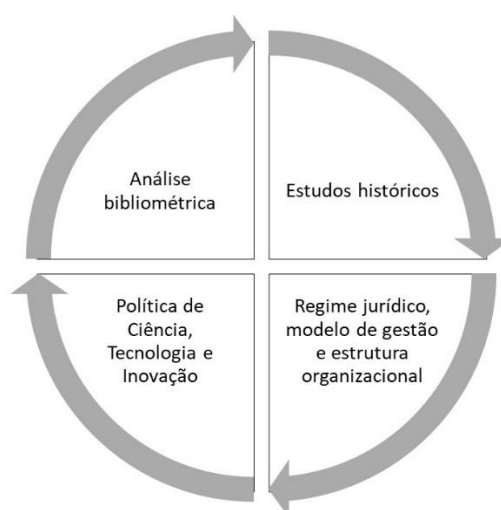 Análise
bibliométrica
Estudos históricos
Política de
Ciência,
Tecnologia e
Inovação
Regime jurídico,
modelo de gestão
e estrutura
organizacional